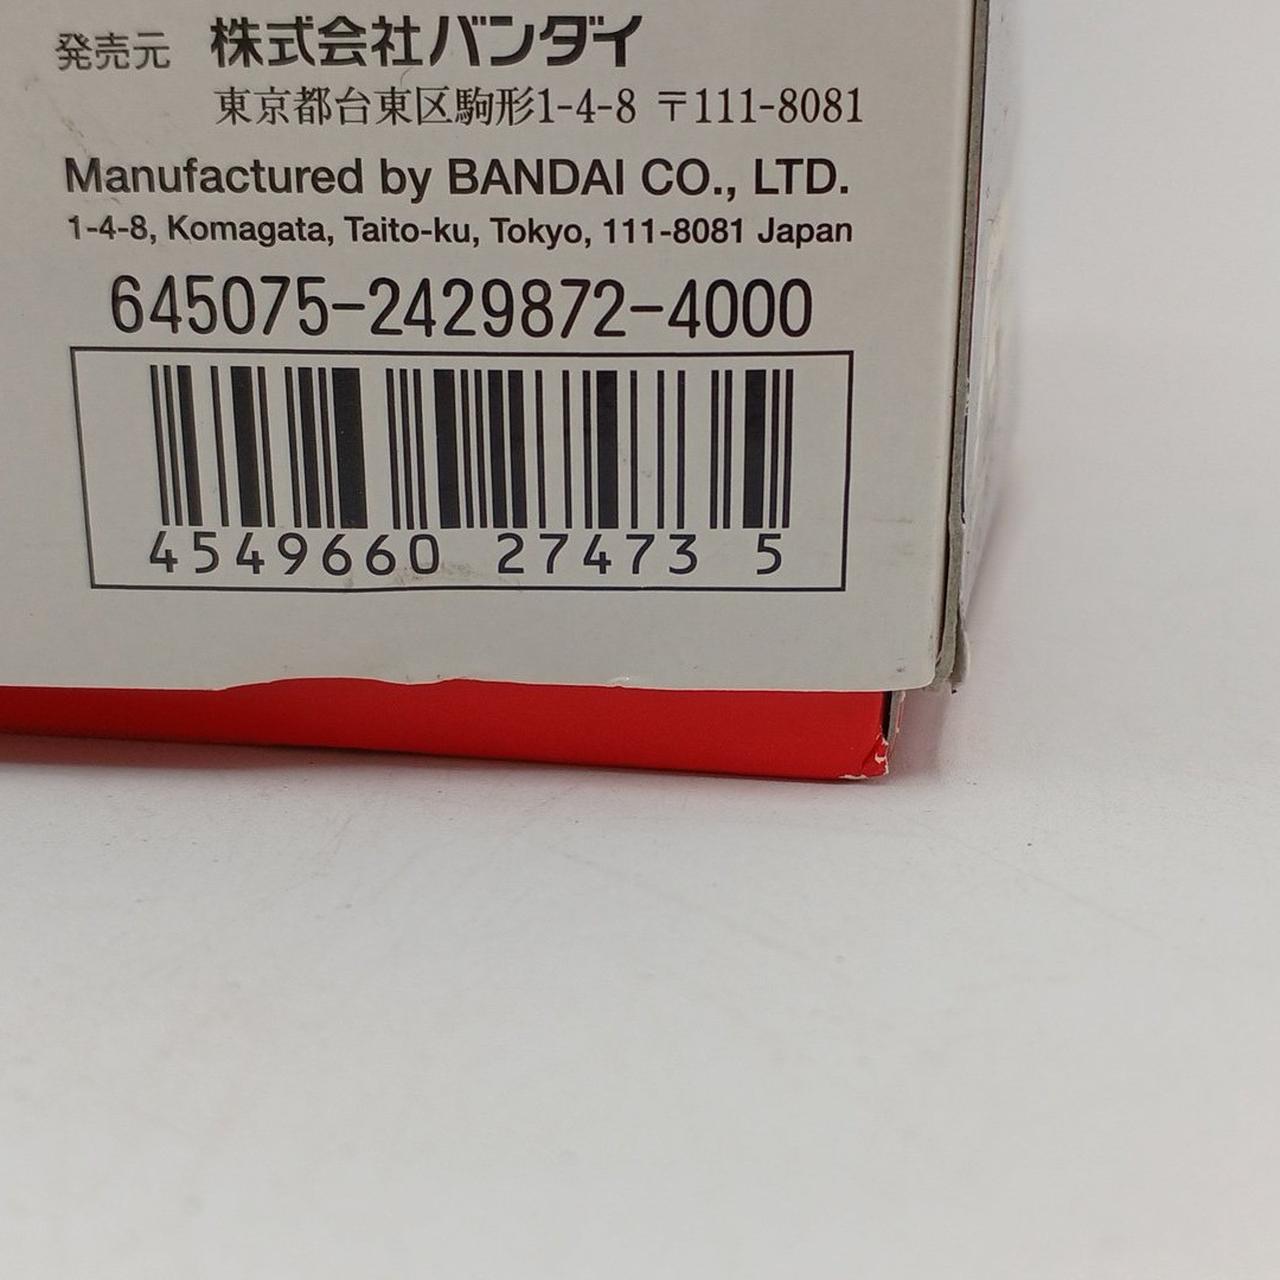 発売元 株式会社バンダイ
東京都台東区駒形1-4-8 〒111-8081
Manufactured by BANDAI CO., LTD.
1-4-8, Komagata, Taito-ku, Tokyo, 111-8081 Japan
645075-2429872-4000
4549660 27473 5